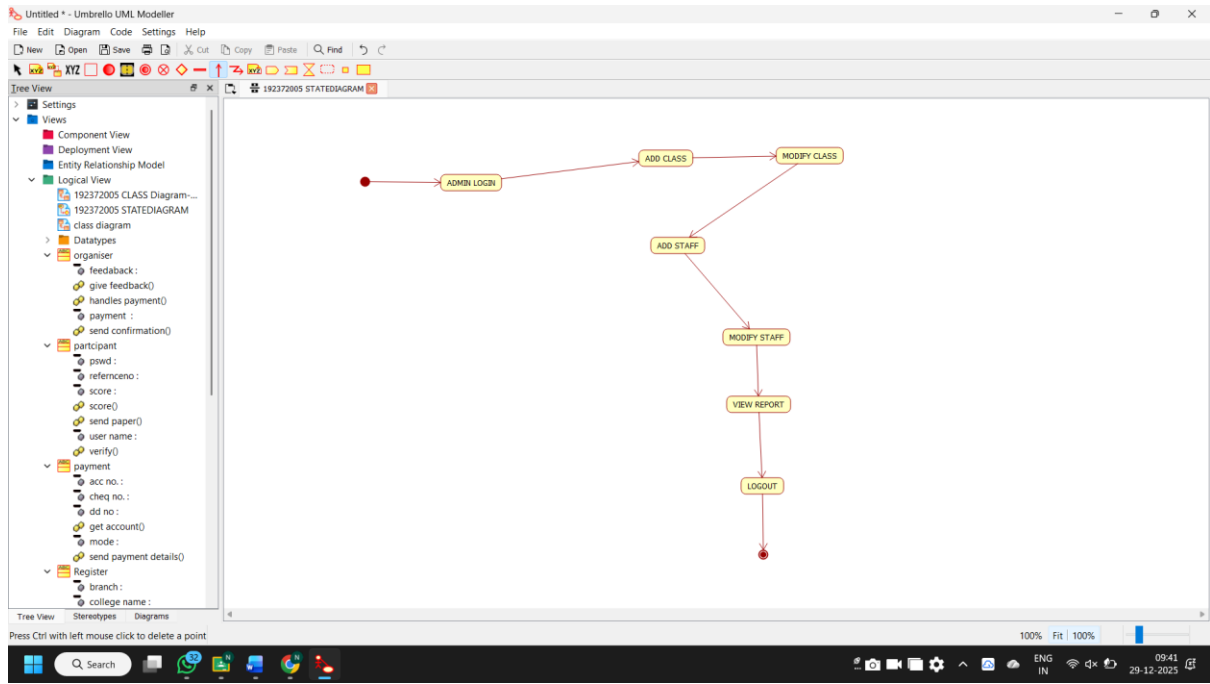 Untitled * - Umbrello UML Modeller
File Edit Diagram Code Settings Help
New Open Save Cut Copy Paste Find
XYZ
Tree View
192372005 STATEDIAGRAM
Settings
Views
Component View
Deployment View
Entity Relationship Model
Logical View
192372005 CLASS Diagram-...
192372005 STATEDIAGRAM
class diagram
Datatypes
organiser
feedaback :
give feedback()
handles payment()
payment :
send confirmation()
partcipant
pswd :
refernceno :
score :
score()
send paper()
user name :
verify()
payment
acc no. :
cheq no. :
dd no :
get account()
mode :
send payment details()
Register
branch :
college name :
ADMIN LOGIN
ADD CLASS
MODIFY CLASS
ADD STAFF
MODIFY STAFF
VIEW REPORT
LOGOUT
Tree View Stereotypes Diagrams
Press Ctrl with left mouse click to delete a point
100% Fit 100%
Search
32
ENG
IN
09:41
29-12-2025